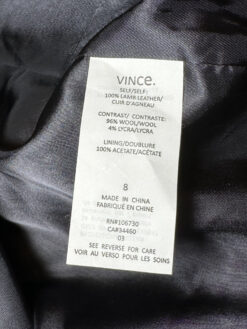 VINCE.
SELF/SELF:
100% LAMB LEATHER/
CUIR D'AGNEAU
CONTRAST/ CONTRASTE:
96% WOOL/WOOL
4% LYCRA/LYCRA
LINING/DOUBLURE
100% ACETATE/ACÉTATE
8
MADE IN CHINA
FABRIQUÉ EN CHINE
RN#106730
CA#34460
03
SEE REVERSE FOR CARE
VOIR AU VERSO POUR LES SOINS